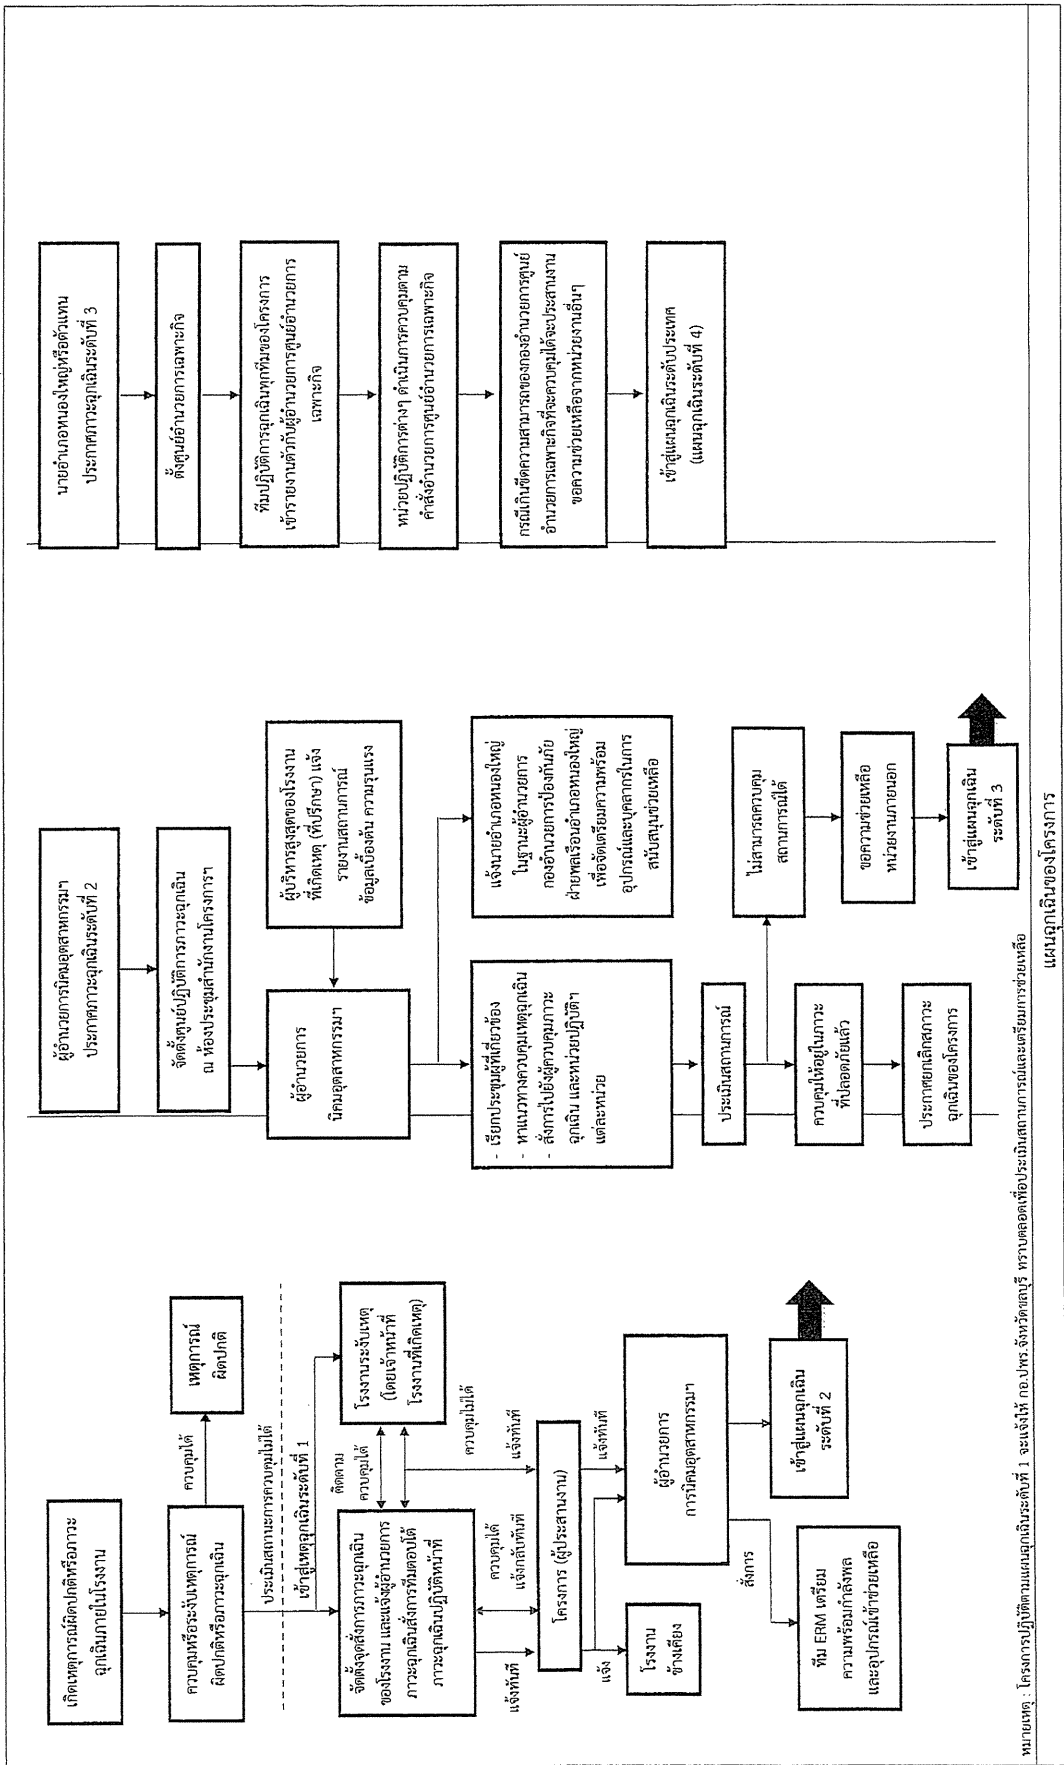 เกิดเหตุการณ์ผิดปกติหรือภาวะ
ฉุกเฉินภายในโรงงาน
ควบคุมหรือระงับเหตุการณ์
ผิดปกติหรือภาวะฉุกเฉิน
ควบคุมได้
เหตุการณ์
ผิดปกติ
ประเมินสถานะการควบคุมไม่ได้
เข้าสู่เหตุฉุกเฉินระดับที่ 1
จัดตั้งจุดสั่งการภาวะฉุกเฉิน
ของโรงงาน และแจ้งผู้อำนวยการ
ภาวะฉุกเฉินสั่งการทีมตอบโต้
ภาวะฉุกเฉินปฏิบัติหน้าที่
ติดตาม
ควบคุมได้
โรงงานระงับเหตุ
(โดยเจ้าหน้าที่
โรงงานที่เกิดเหตุ)
แจ้งทันที
ควบคุมได้
แจ้งกลับทันที
ควบคุมไม่ได้
แจ้งทันที
โครงการ (ผู้ประสานงาน)
แจ้ง
แจ้งทันที
โรงงาน
ข้างเคียง
ผู้อำนวยการ
การนิคมอุตสาหกรรมฯ
สั่งการ
ทีม ERM เตรียม
ความพร้อมกำลังพล
และอุปกรณ์เข้าช่วยเหลือ
เข้าสู่แผนฉุกเฉิน
ระดับที่ 2
ผู้อำนวยการนิคมอุตสาหกรรมฯ
ประกาศภาวะฉุกเฉินระดับที่ 2
จัดตั้งศูนย์ปฏิบัติการภาวะฉุกเฉิน
ณ ห้องประชุมสำนักงานโครงการฯ
ผู้อำนวยการ
นิคมอุตสาหกรรมฯ
ผู้บริหารสูงสุดของโรงงาน
ที่เกิดเหตุ (ที่ปรึกษา) แจ้ง
รายงานสถานการณ์
ข้อมูลเบื้องต้น ความรุนแรง
- เรียกประชุมผู้ที่เกี่ยวข้อง
- หาแนวทางควบคุมเหตุฉุกเฉิน
- สั่งการไปยังผู้ควบคุมภาวะ
ฉุกเฉิน และหน่วยปฏิบัติฯ
แต่ละหน่วย
แจ้งนายอำเภอหนองใหญ่
ในฐานะผู้อำนวยการ
กองอำนวยการป้องกันภัย
ฝ่ายพลเรือนอำเภอหนองใหญ่
เพื่อจัดเตรียมความพร้อม
อุปกรณ์และบุคลากรในการ
สนับสนุนช่วยเหลือ
ประเมินสถานการณ์
ควบคุมให้อยู่ในภาวะ
ที่ปลอดภัยแล้ว
ประกาศยกเลิกสภาวะ
ฉุกเฉินของโครงการ
ไม่สามารถควบคุม
สถานการณ์ได้
ขอความช่วยเหลือ
หน่วยงานภายนอก
เข้าสู่แผนฉุกเฉิน
ระดับที่ 3
นายอำเภอหนองใหญ่หรือตัวแทน
ประกาศภาวะฉุกเฉินระดับที่ 3
ตั้งศูนย์อำนวยการเฉพาะกิจ
ทีมปฏิบัติการฉุกเฉินทุกทีมของโครงการ
เข้ารายงานตัวกับผู้อำนวยการศูนย์อำนวยการ
เฉพาะกิจ
หน่วยปฏิบัติการต่างๆ ดำเนินการควบคุมตาม
คำสั่งอำนวยการศูนย์อำนวยการเฉพาะกิจ
กรณีเกินขีดความสามารถของกองอำนวยการศูนย์
อำนวยการเฉพาะกิจที่จะควบคุมได้จะประสานงาน
ขอความช่วยเหลือจากหน่วยงานอื่นๆ
เข้าสู่แผนฉุกเฉินระดับประเทศ
(แผนฉุกเฉินระดับที่ 4)
หมายเหตุ : โครงการปฏิบัติตามแผนฉุกเฉินระดับที่ 1 จะแจ้งให้ กอ.ปพร.จังหวัดชลบุรี ทราบตลอดเพื่อประเมินสถานการณ์และเตรียมการช่วยเหลือ
แผนฉุกเฉินของโครงการ